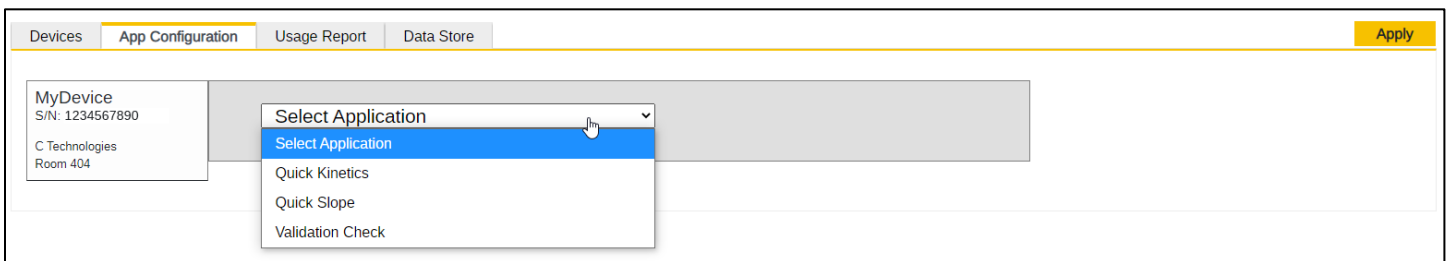 Devices App Configuration Usage Report Data Store Apply
MyDevice
S/N: 1234567890
C Technologies
Room 404
Select Application
Select Application
Quick Kinetics
Quick Slope
Validation Check